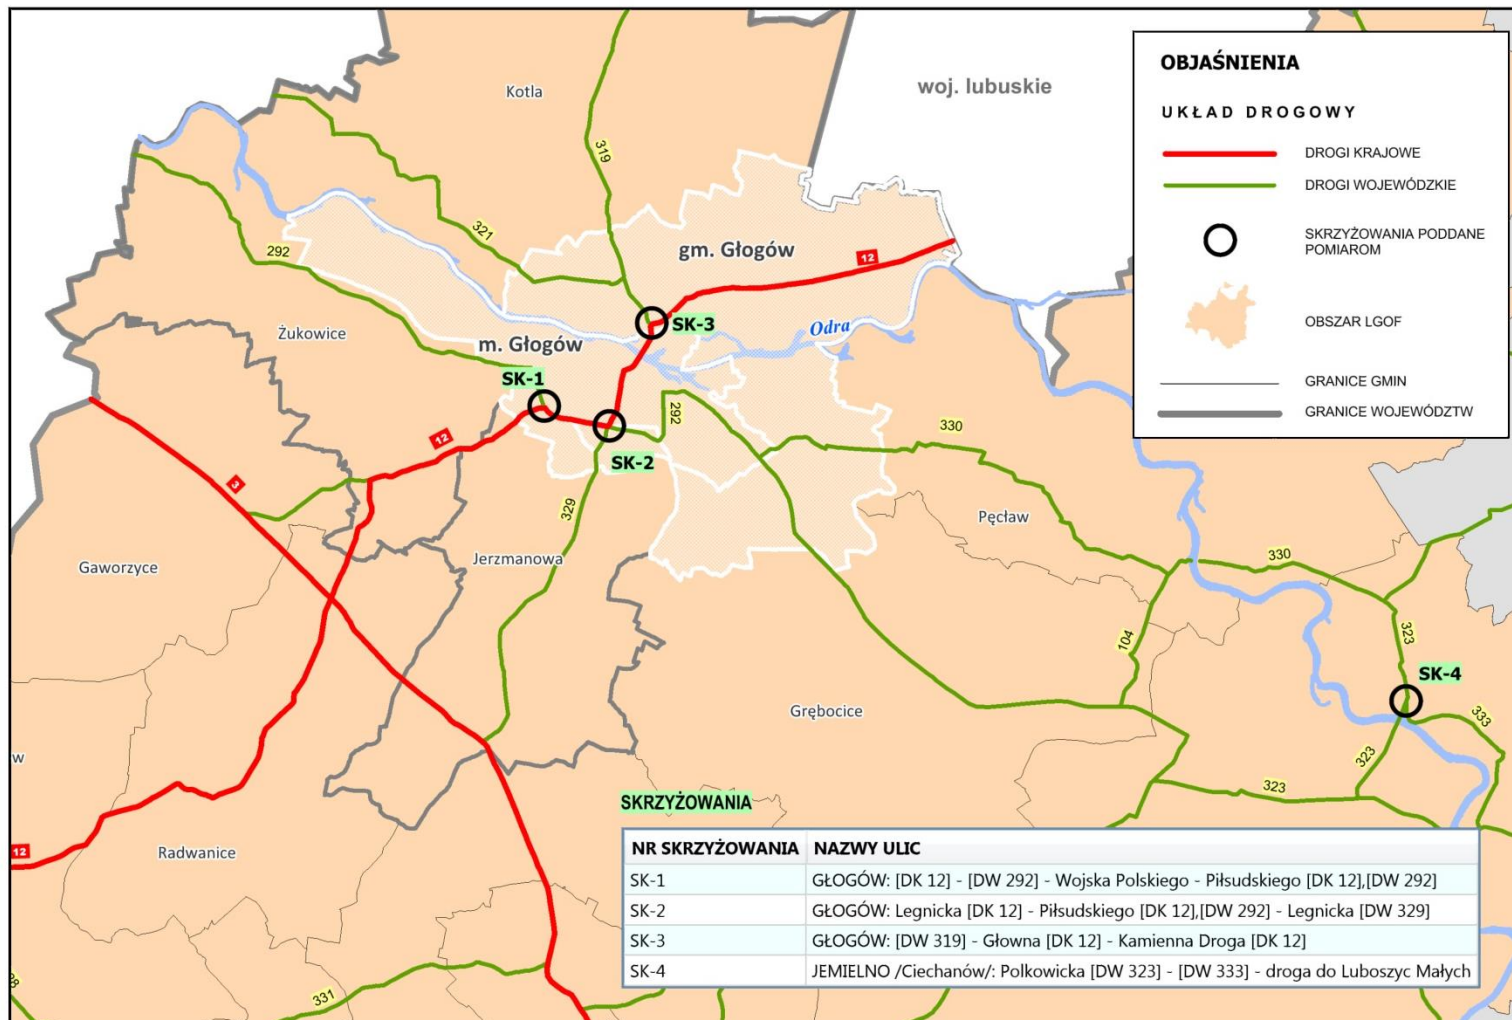 Kotla
woj. lubuskie
319
321
292
gm. Głogów
12
Żukowice
SK-3
Odra
m. Głogów
SK-1
292
12
330
SK-2
3
329
Pęcław
Gaworzyce
Jerzmanowa
330
104
323
SK-4
Grębocice
333
w
323
323
12
Radwanice
331
OBJAŚNIENIA
UKŁAD DROGOWY
DROGI KRAJOWE
DROGI WOJEWÓDZKIE
SKRZYŻOWANIA PODDANE
POMIAROM
OBSZAR LGOF
GRANICE GMIN
GRANICE WOJEWÓDZTW
SKRZYŻOWANIA
NR SKRZYŻOWANIA NAZWY ULIC
SK-1 GŁOGÓW: [DK 12] - [DW 292] - Wojska Polskiego - Piłsudskiego [DK 12],[DW 292]
SK-2 GŁOGÓW: Legnicka [DK 12] - Piłsudskiego [DK 12],[DW 292] - Legnicka [DW 329]
SK-3 GŁOGÓW: [DW 319] - Głowna [DK 12] - Kamienna Droga [DK 12]
SK-4 JEMIELNO /Ciechanów/: Polkowicka [DW 323] - [DW 333] - droga do Luboszyc Małych